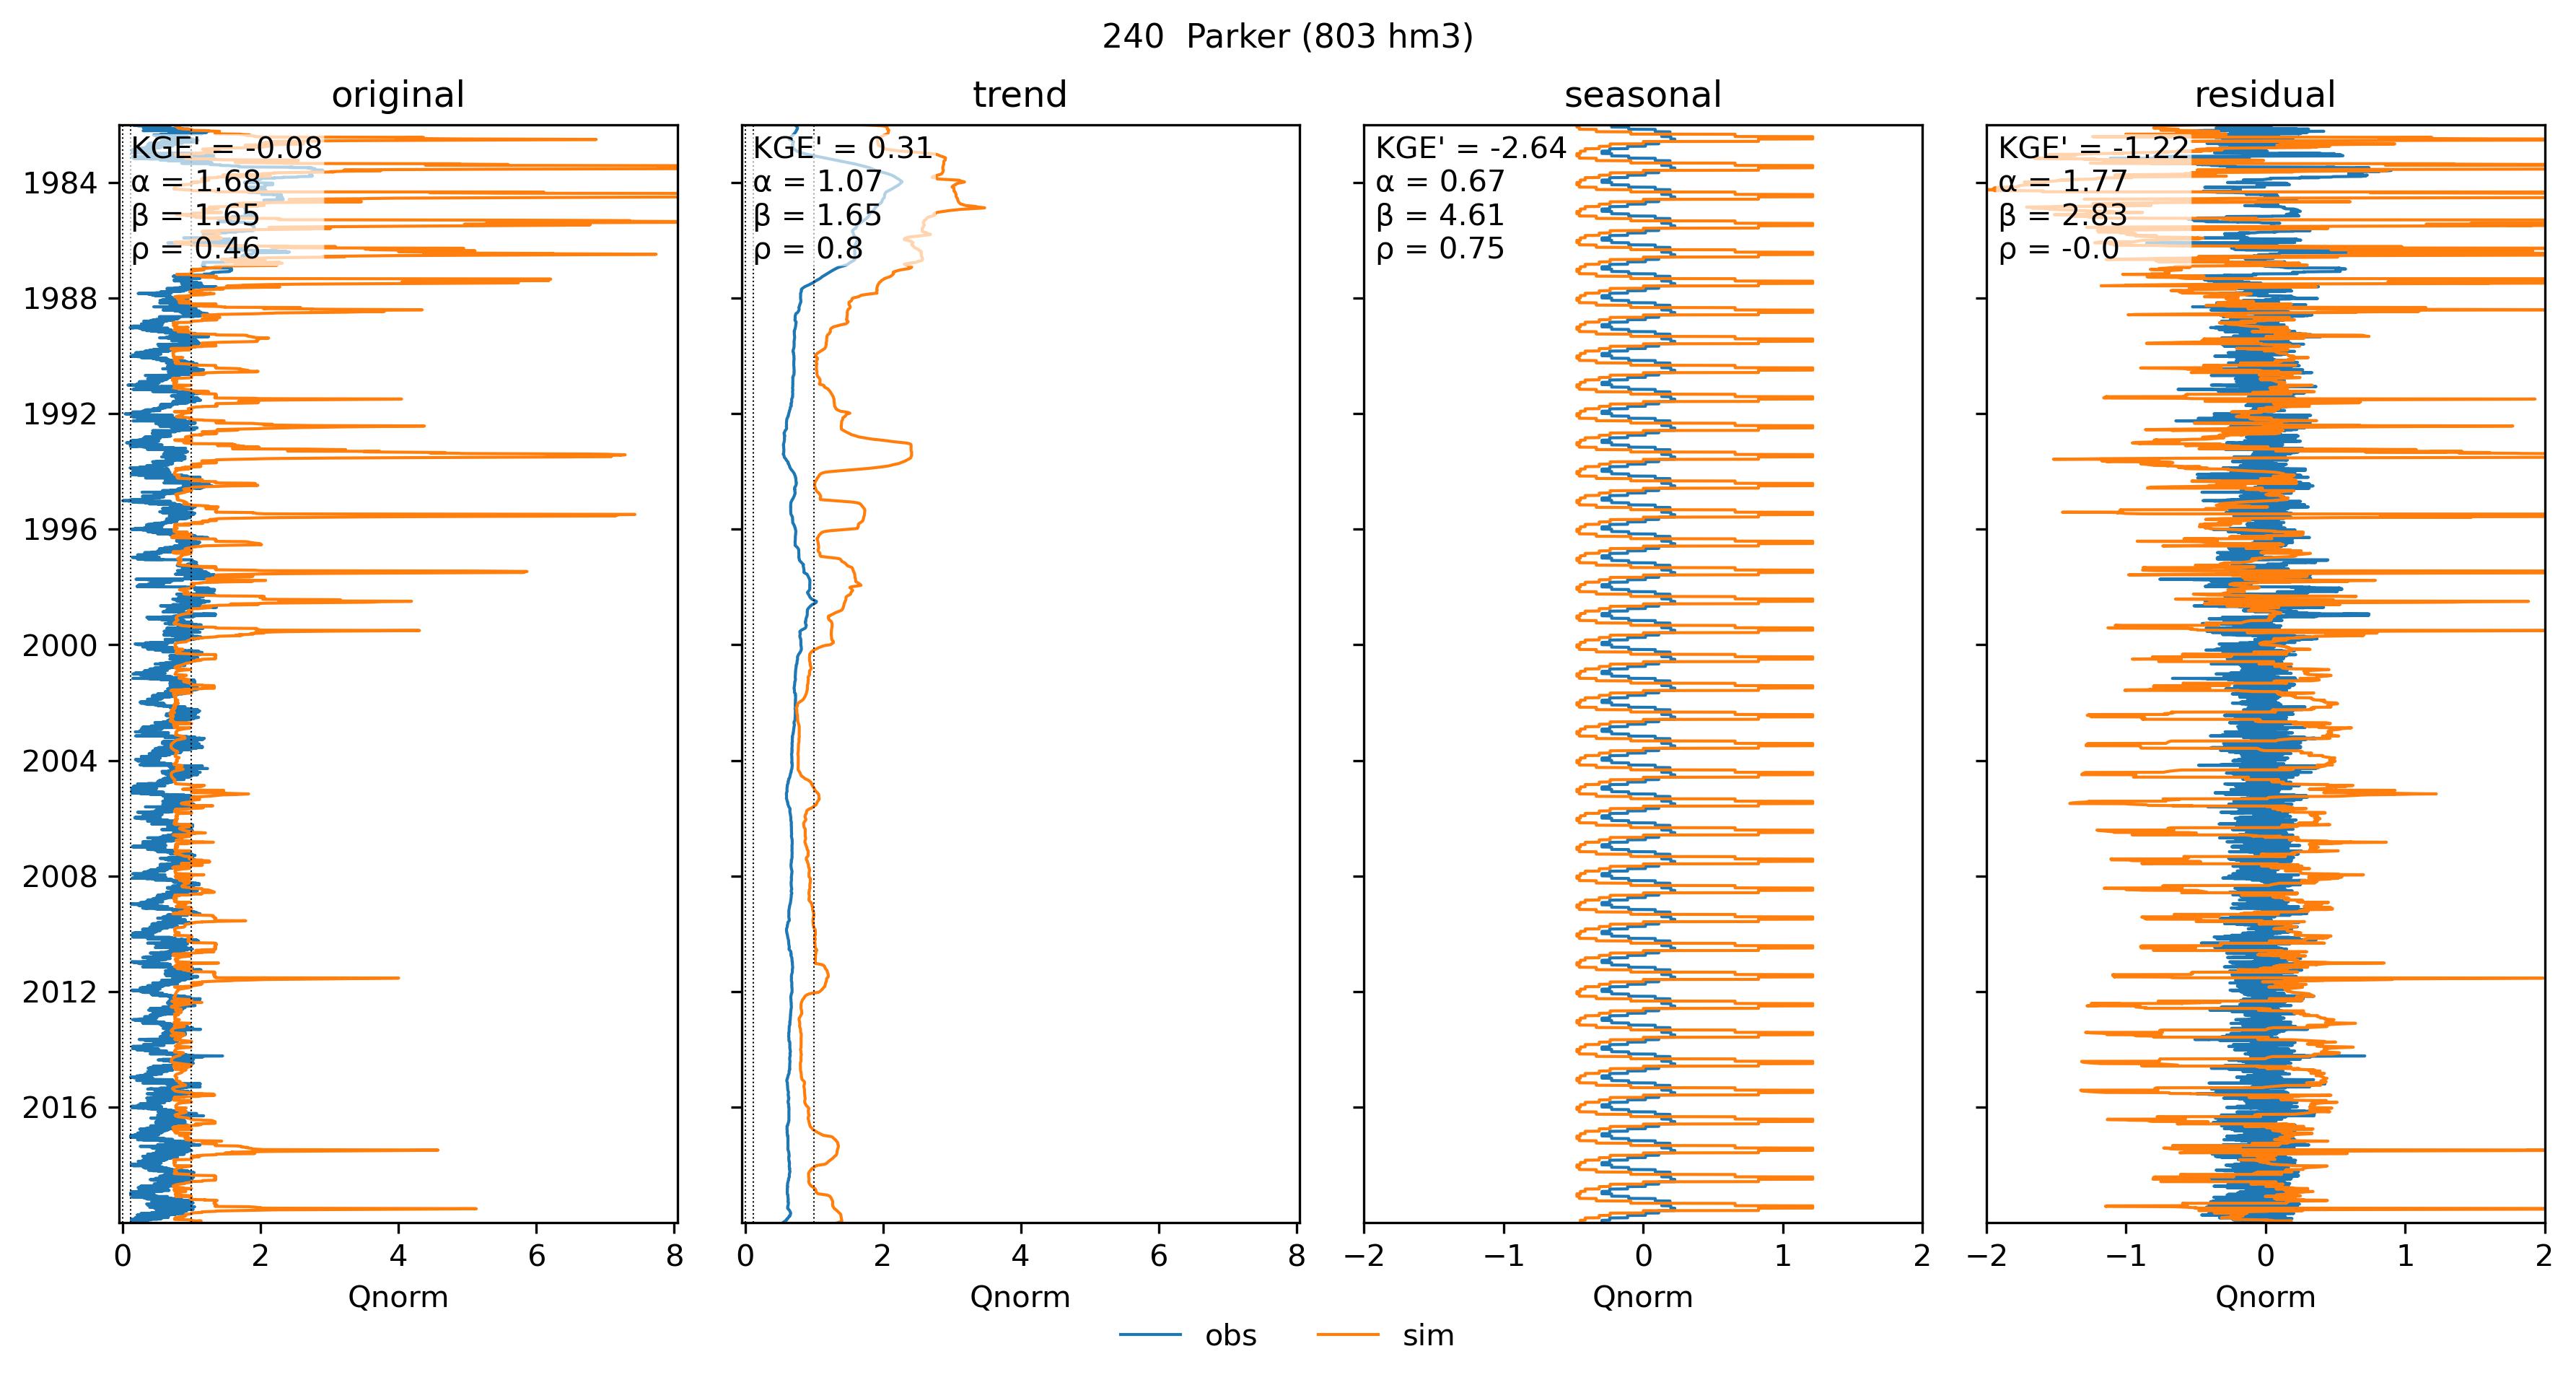 240  Parker (803 hm3)
original
trend
seasonal
residual
KGE' = -0.08
α = 1.68
β = 1.65
ρ = 0.46
KGE' = 0.31
α = 1.07
β = 1.65
ρ = 0.8
KGE' = -2.64
α = 0.67
β = 4.61
ρ = 0.75
KGE' = -1.22
α = 1.77
β = 2.83
ρ = -0.0
1984
1988
1992
1996
2000
2004
2008
2012
2016
0 2 4 6 8
0 2 4 6 8
−2 −1 0 1 2
−2 −1 0 1 2
Qnorm
Qnorm
Qnorm
Qnorm
obs
sim